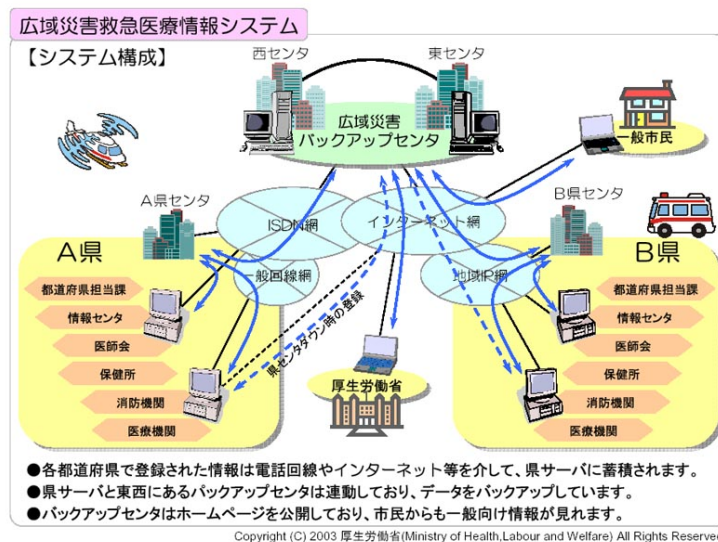 広域災害救急医療情報システム
【システム構成】
西センタ
東センタ
広域災害
バックアップセンタ
一般市民
A県センタ
ISDN網
インターネット網
B県センタ
A県
一般回線網
地域IP網
B県
都道府県担当課
情報センタ
医師会
保健所
消防機関
医療機関
県センタダウン時の登録
厚生労働省
都道府県担当課
情報センタ
医師会
保健所
消防機関
医療機関
●各都道府県で登録された情報は電話回線やインターネット等を介して、県サーバに蓄積されます。
●県サーバと東西にあるバックアップセンタは連動しており、データをバックアップしています。
●バックアップセンタはホームページを公開しており、市民からも一般向け情報が見れます。
Copyright (C) 2003 厚生労働省(Ministry of Health,Labour and Welfare) All Rights Reserve